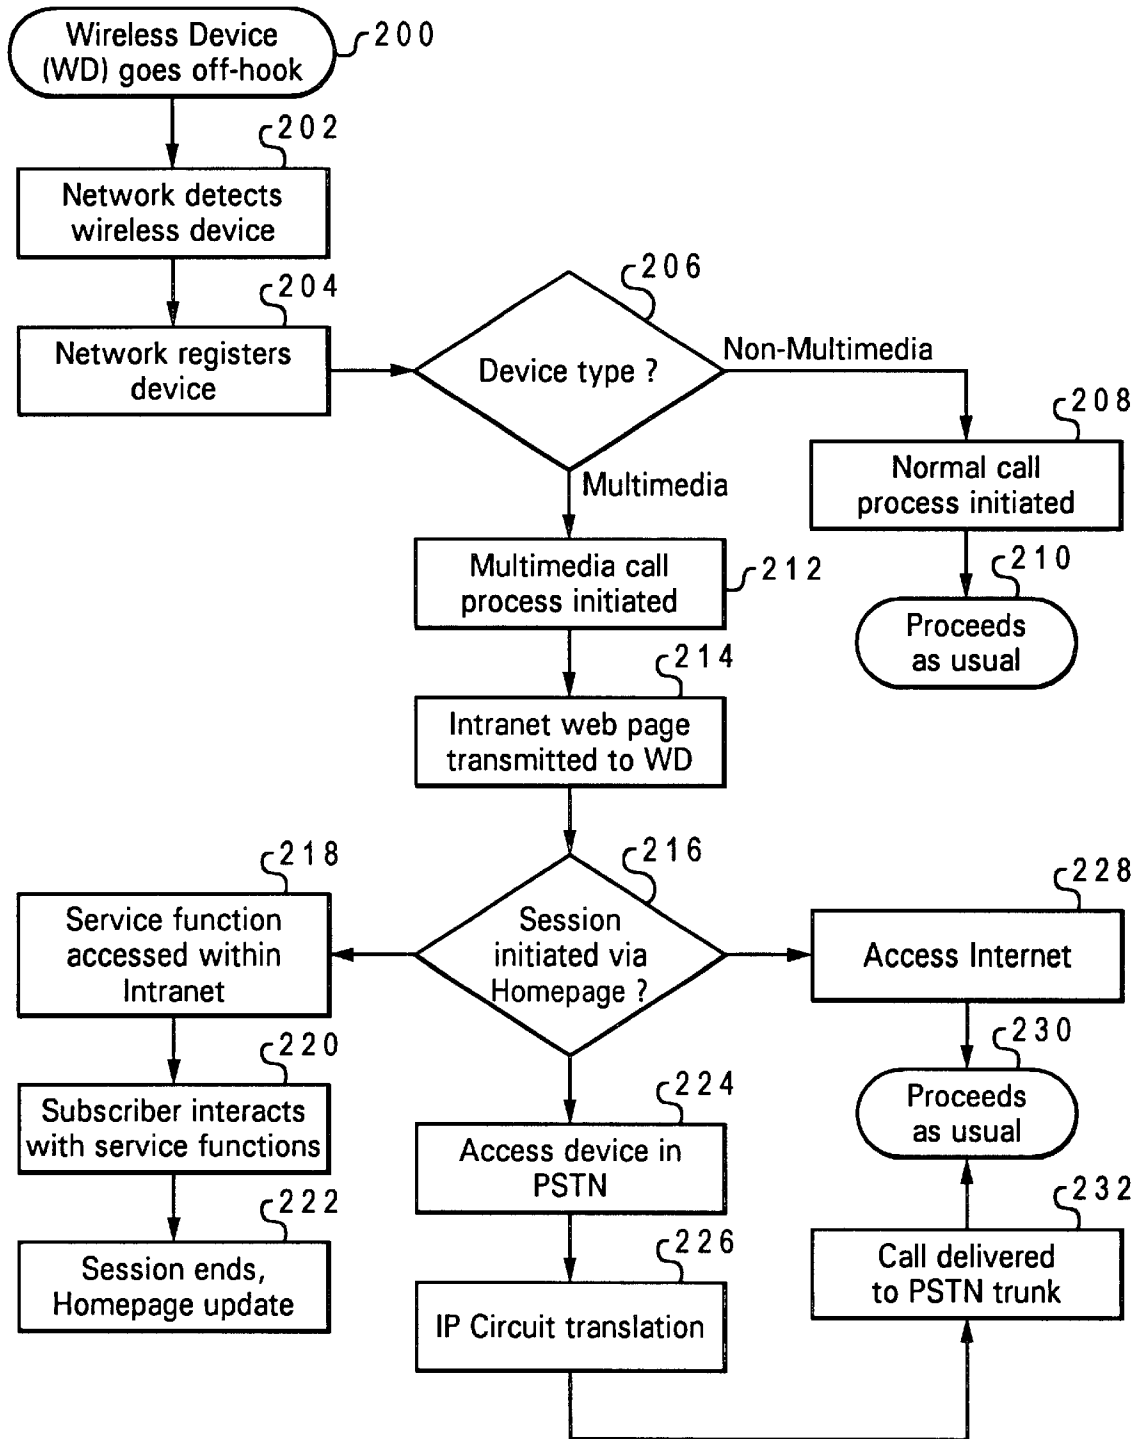 Wireless Device
(WD) goes off-hook
200
202
Network detects
wireless device
204
Network registers
device
206
Device type ?
Non-Multimedia
Multimedia
208
Normal call
process initiated
210
Proceeds
as usual
Multimedia call
process initiated
212
214
Intranet web page
transmitted to WD
216
Session
initiated via
Homepage ?
218
Service function
accessed within
Intranet
220
Subscriber interacts
with service functions
222
Session ends,
Homepage update
224
Access device in
PSTN
226
IP Circuit translation
228
Access Internet
230
Proceeds
as usual
232
Call delivered
to PSTN trunk